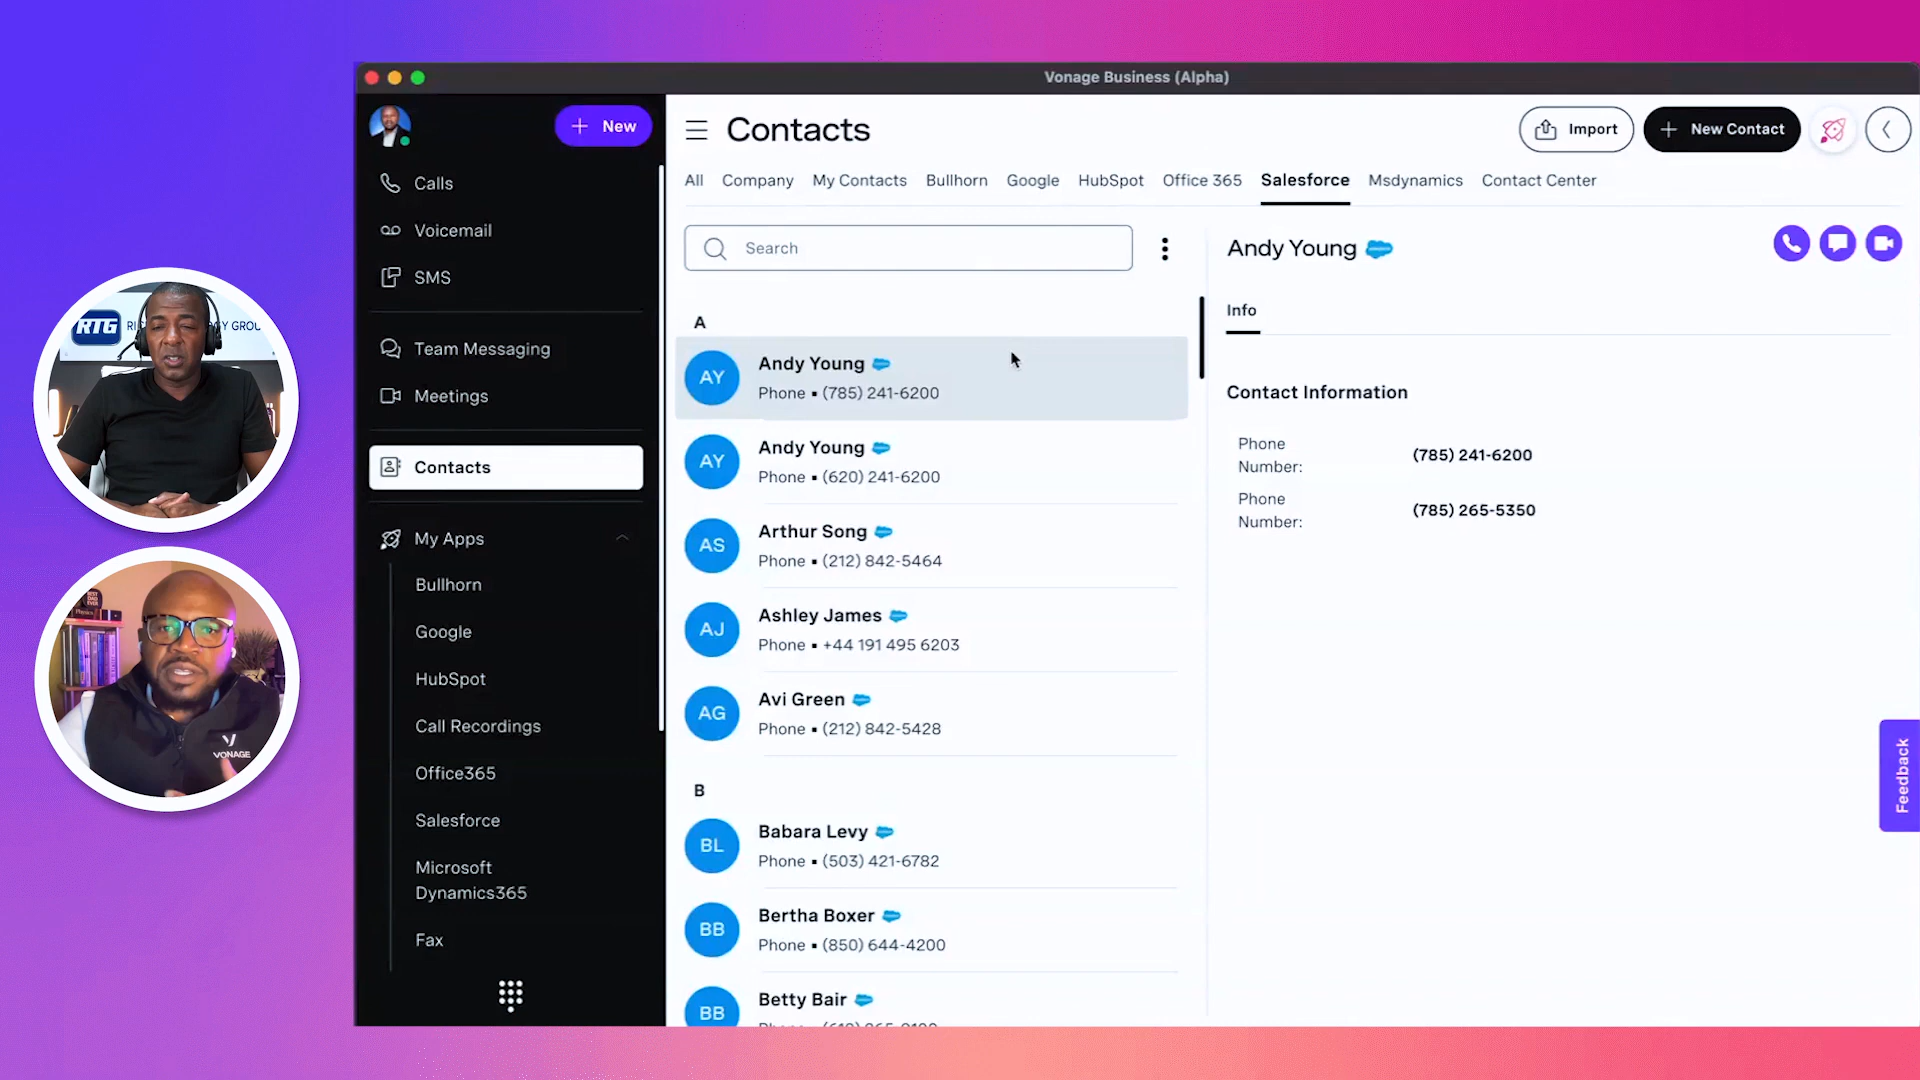 Vonage Business (Alpha)
New
Calls
Voicemail
SMS
Team Messaging
Meetings
Contacts
My Apps
Bullhorn
Google
HubSpot
Call Recordings
Office365
Salesforce
Microsoft
Dynamics365
Fax
Contacts
Import
New Contact
All
Company
My Contacts
Bullhorn
Google
HubSpot
Office 365
Salesforce
Msdynamics
Contact Center
Search
A
AY
Andy Young
Phone ▪ (785) 241-6200
AY
Andy Young
Phone ▪ (620) 241-6200
AS
Arthur Song
Phone ▪ (212) 842-5464
AJ
Ashley James
Phone ▪ +44 191 495 6203
AG
Avi Green
Phone ▪ (212) 842-5428
B
BL
Babara Levy
Phone ▪ (503) 421-6782
BB
Bertha Boxer
Phone ▪ (850) 644-4200
BB
Betty Bair
Andy Young
Info
Contact Information
Phone
Number:
(785) 241-6200
Phone
Number:
(785) 265-5350
Feedback
RTG
VONAGE